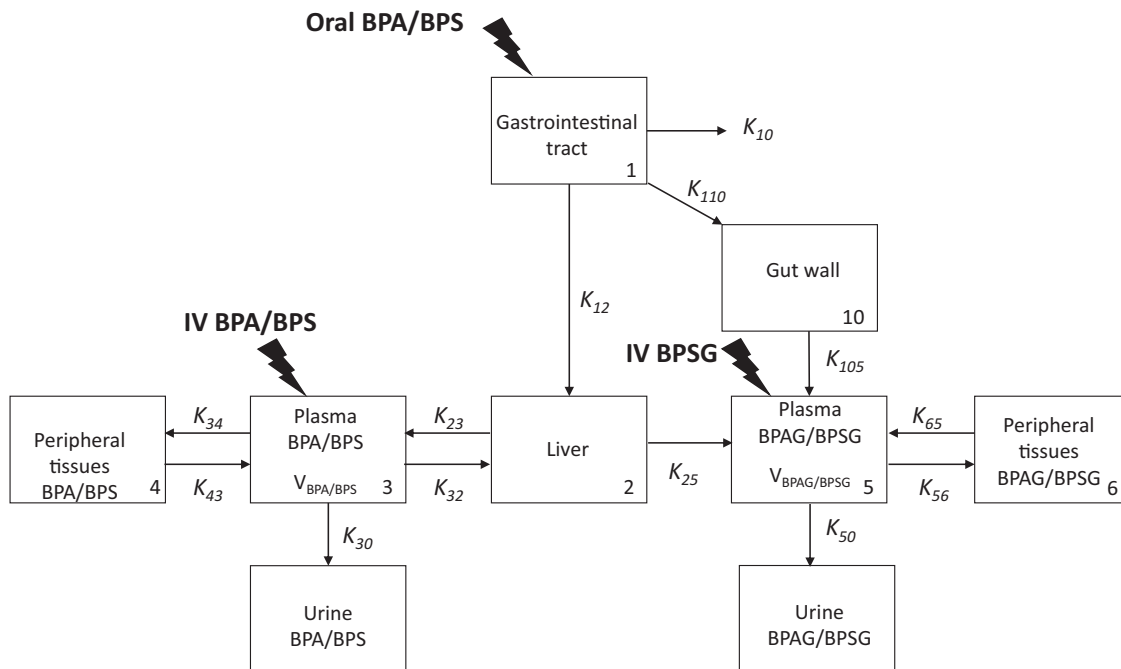 Oral BPA/BPS
Gastrointestinal
tract
1
K10
K110
Gut wall
10
K12
K105
IV BPA/BPS
IV BPSG
Peripheral
tissues
BPA/BPS
4
K34
K43
Plasma
BPA/BPS
VBPA/BPS
3
K23
K32
Liver
2
K25
Plasma
BPAG/BPSG
VBPAG/BPSG
5
K65
K56
Peripheral
tissues
BPAG/BPSG
6
K30
K50
Urine
BPA/BPS
Urine
BPAG/BPSG